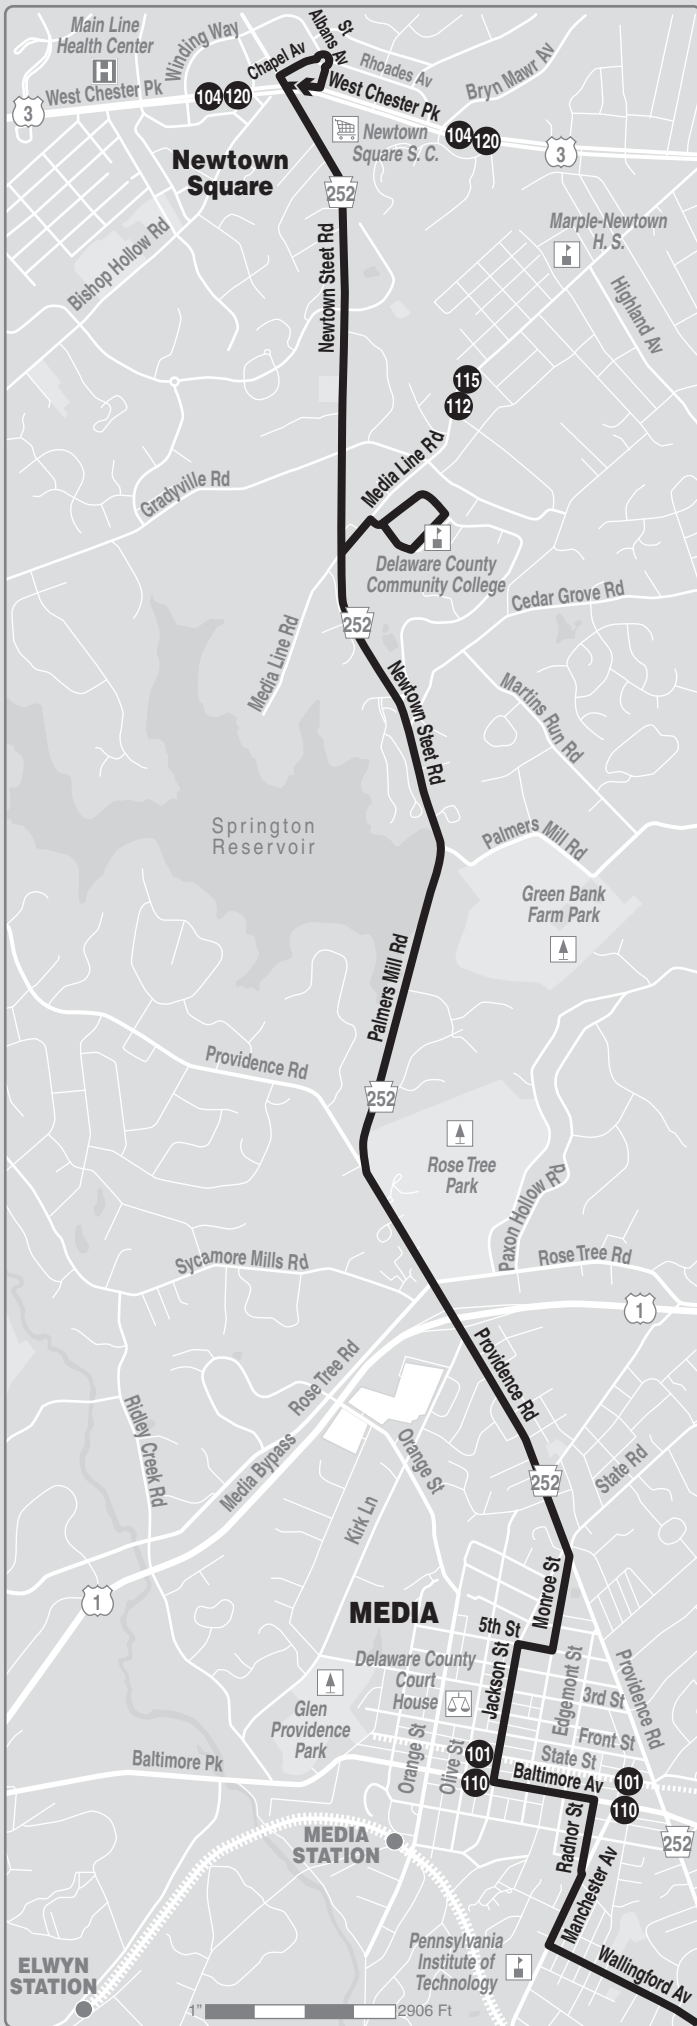 Main Line
Health Center
H
Winding Way
Chapel Av
St
Albans Av
Rhoades Av
Bryn Mawr Av
3
West Chester Pk
104
120
West Chester Pk
Newtown
Square S. C.
104
120
3
Newtown
Square
252
Bishop Hollow Rd
Newtown Street Rd
Marple-Newtown
H. S.
Highland Av
115
112
Media Line Rd
Gradyville Rd
Delaware County
Community College
Cedar Grove Rd
252
Media Line Rd
Newtown Street Rd
Martins Run Rd
Springton
Reservoir
Palmers Mill Rd
Green Bank
Farm Park
Palmers Mill Rd
Providence Rd
252
Rose Tree
Park
Paxon Hollow Rd
Sycamore Mills Rd
Rose Tree Rd
1
Providence Rd
Rose Tree Rd
Ridley Creek Rd
Media Bypass
Orange St
252
State Rd
Kirk Ln
1
MEDIA
5th St
Monroe St
Jackson St
Delaware County
Court
House
Edgemont St
Providence Rd
3rd St
Glen
Providence
Park
Front St
State St
Orange St
Olive St
101
110
Baltimore Av
101
110
Baltimore Pk
Radnor St
252
MEDIA
STATION
Manchester Av
Pennsylvania
Institute of
Technology
Wallingford Av
ELWYN
STATION
1"
2906 Ft